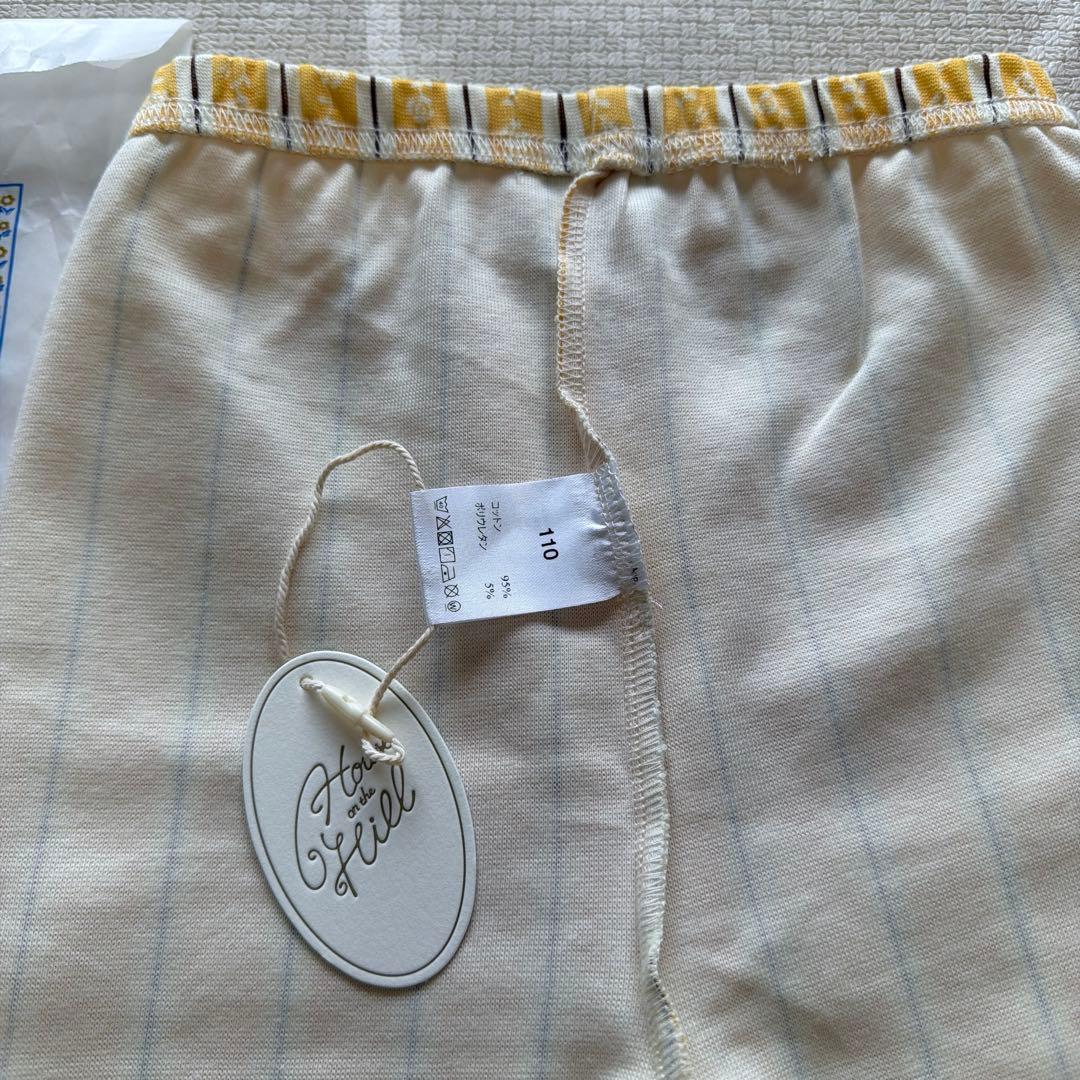 110
コットン 95%
ポリウレタン 5%
W
House
on the
Hill